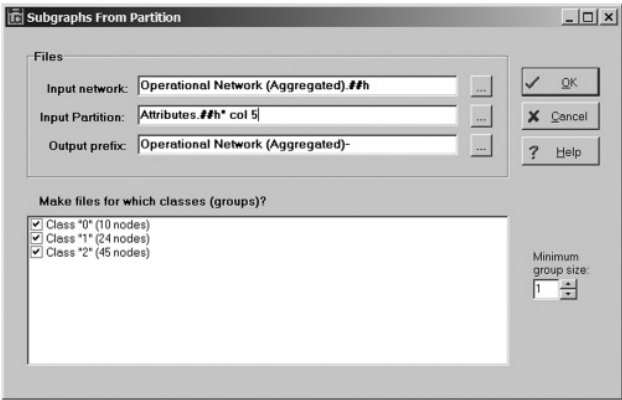 Subgraphs From Partition
Files
Input network: Operational Network (Aggregated).##h ...
Input Partition: Attributes.##h" col 5 ...
Output prefix: Operational Network (Aggregated)- ...
OK
Cancel
? Help
Make files for which classes (groups)?
Class "0" (10 nodes)
Class "1" (24 nodes)
Class "2" (45 nodes)
Minimum
group size:
1